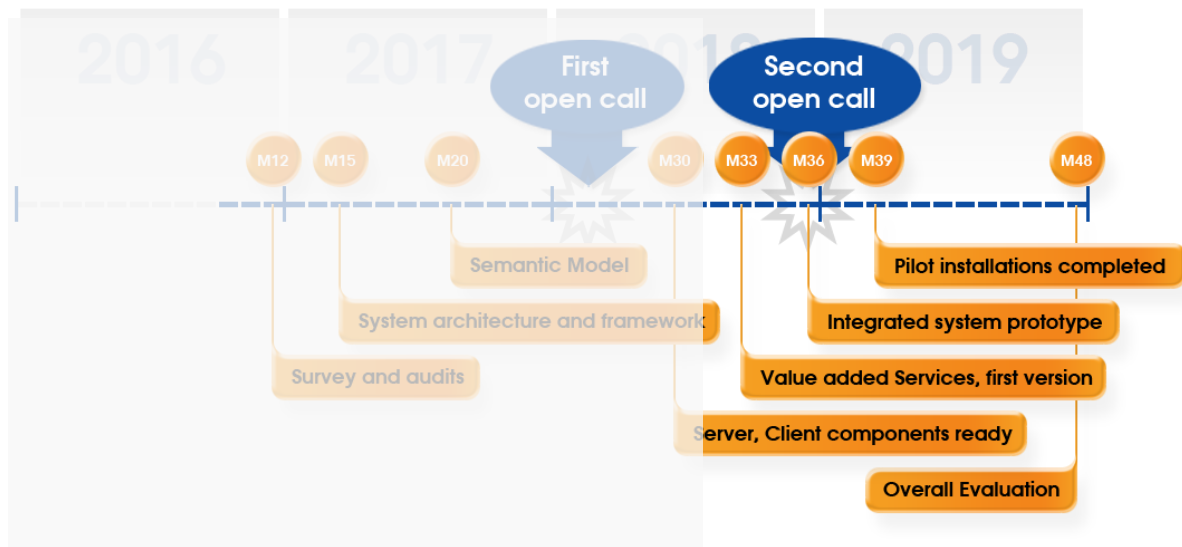 2016 2017 2018 2019
First
open call
Second
open call
M12 M15 M20 M30 M33 M36 M39 M48
Semantic Model
Pilot installations completed
System architecture and framework
Integrated system prototype
Survey and audits
Value added Services, first version
Server, Client components ready
Overall Evaluation